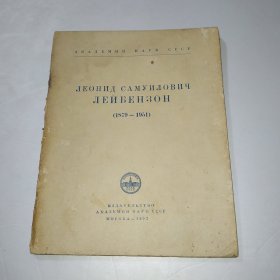 АКАДЕМИЯ НАУК СССР
ЛЕОНИД САМУИЛОВИЧ
ЛЕЙБЕНЗОН
(1879–1951)
ИЗДАТЕЛЬСТВО
АКАДЕМИИ НАУК СССР
МОСКВА